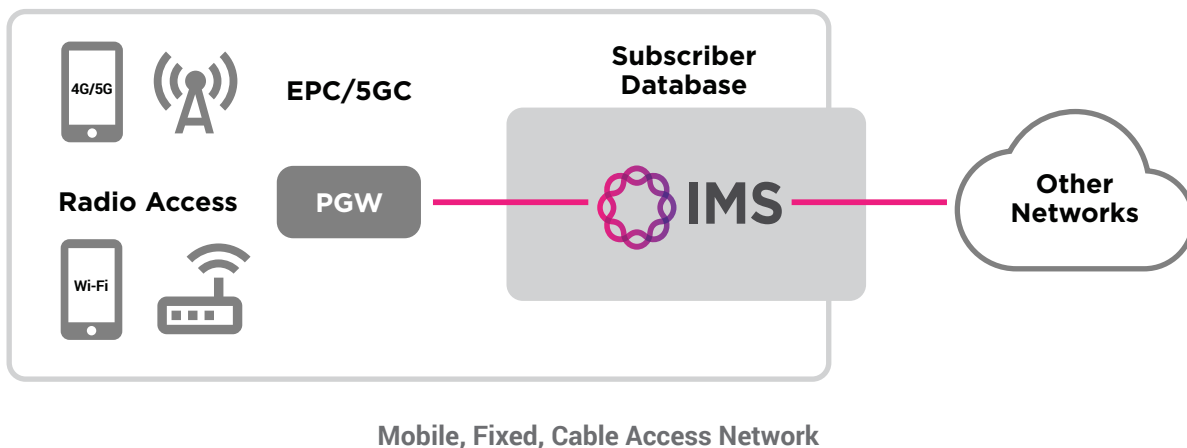 4G/5G
EPC/5GC
Subscriber
Database
Radio Access
PGW
IMS
Other
Networks
Wi-Fi
Mobile, Fixed, Cable Access Network